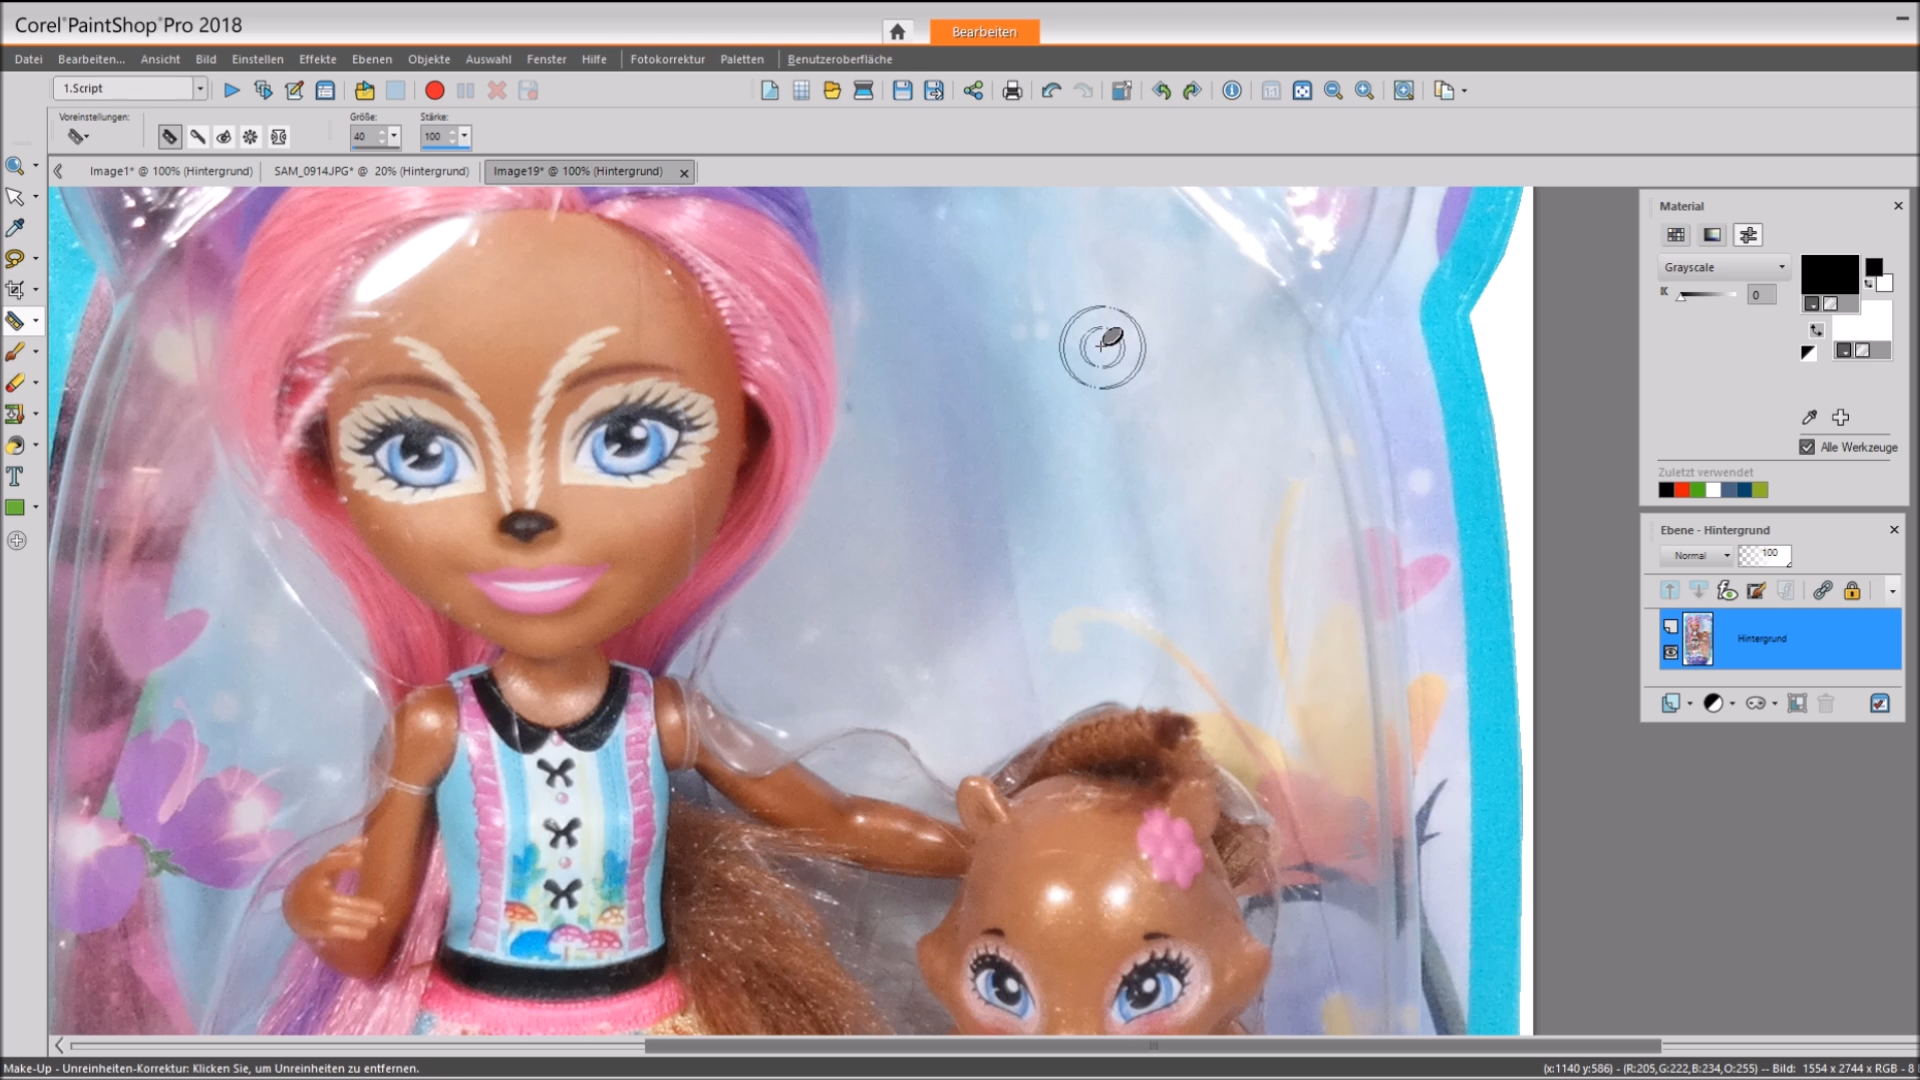 Corel®PaintShop®Pro 2018
Bearbeiten
Datei Bearbeiten... Ansicht Bild Einstellen Effekte Ebenen Objekte Auswahl Fenster Hilfe Fotokorrektur Paletten Benutzeroberfläche
1.Script
Voreinstellungen:
Größe:
Stärke:
40
100
Image1* @ 100% (Hintergrund)
SAM_0914.JPG* @ 20% (Hintergrund)
Image19* @ 100% (Hintergrund)
Material
Grayscale
K
0
Alle Werkzeuge
Zuletzt verwendet
Ebene - Hintergrund
Normal
100
Hintergrund
Make-Up - Unreinheiten-Korrektur: Klicken Sie, um Unreinheiten zu entfernen.
(x:1140 y:586) - (R:205,G:222,B:234,O:255) -- Bild: 1554 x 2744 x RGB - 8